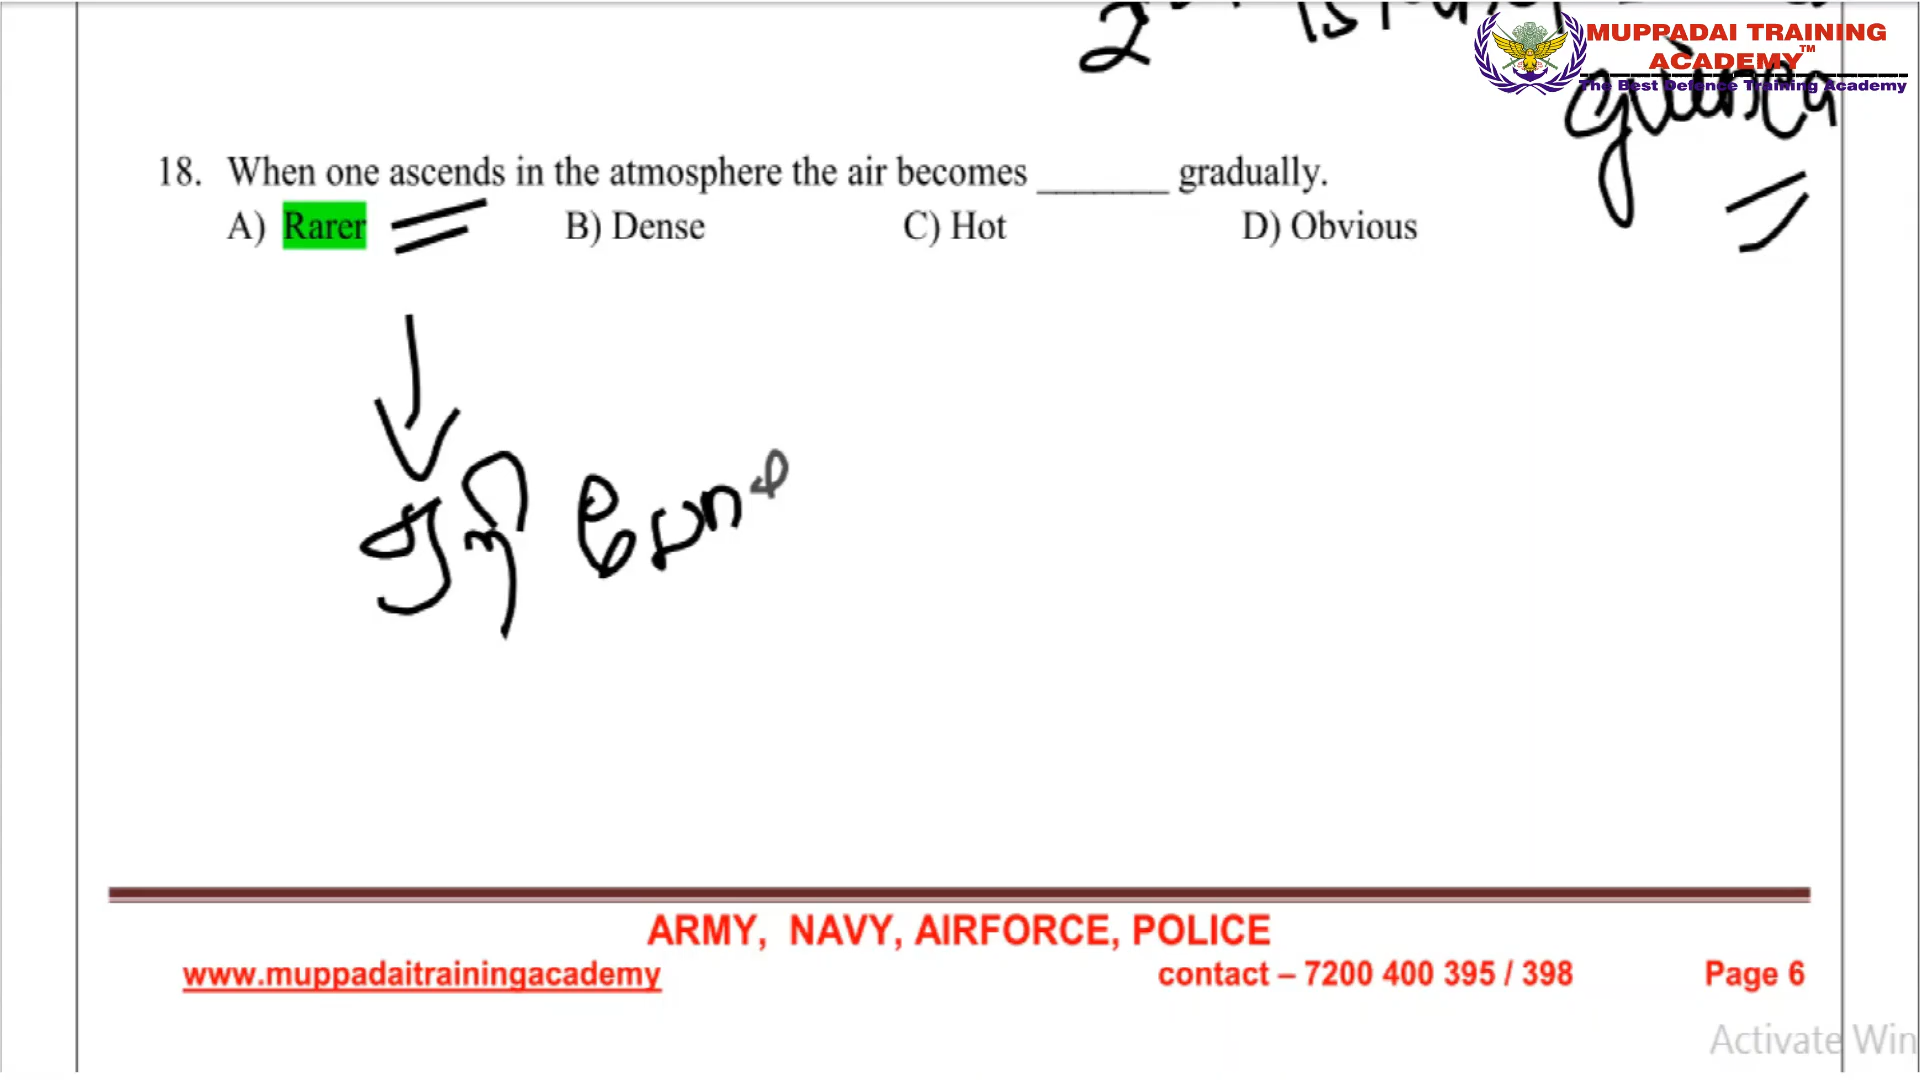 2
MUPPADAI TRAINING
ACADEMY™
The Best Defence Training Academy
guinea
18. When one ascends in the atmosphere the air becomes _______ gradually.
A) Rarer B) Dense C) Hot D) Obvious
ARMY, NAVY, AIRFORCE, POLICE
www.muppadaitrainingacademy contact – 7200 400 395 / 398 Page 6
Activate Win